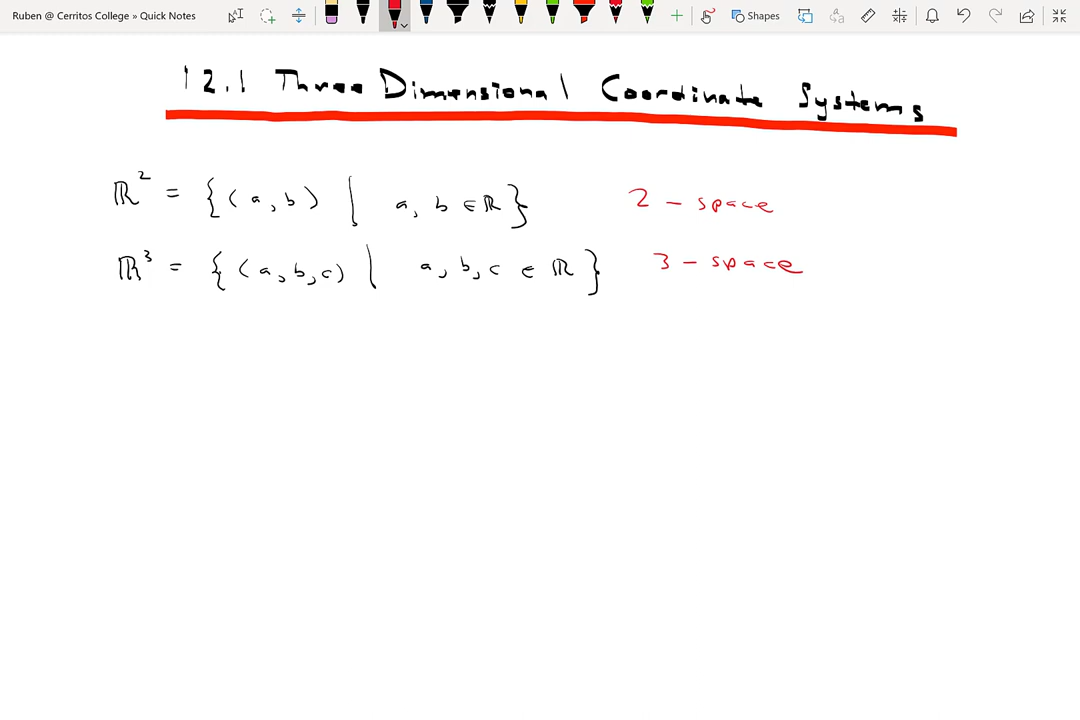 Ruben @ Cerritos College » Quick Notes Shapes
12.1 Three Dimensional Coordinate Systems
ℝ² = {(a, b) | a, b ∈ ℝ} 2 - space
ℝ³ = {(a, b, c) | a, b, c ∈ ℝ} 3 - space